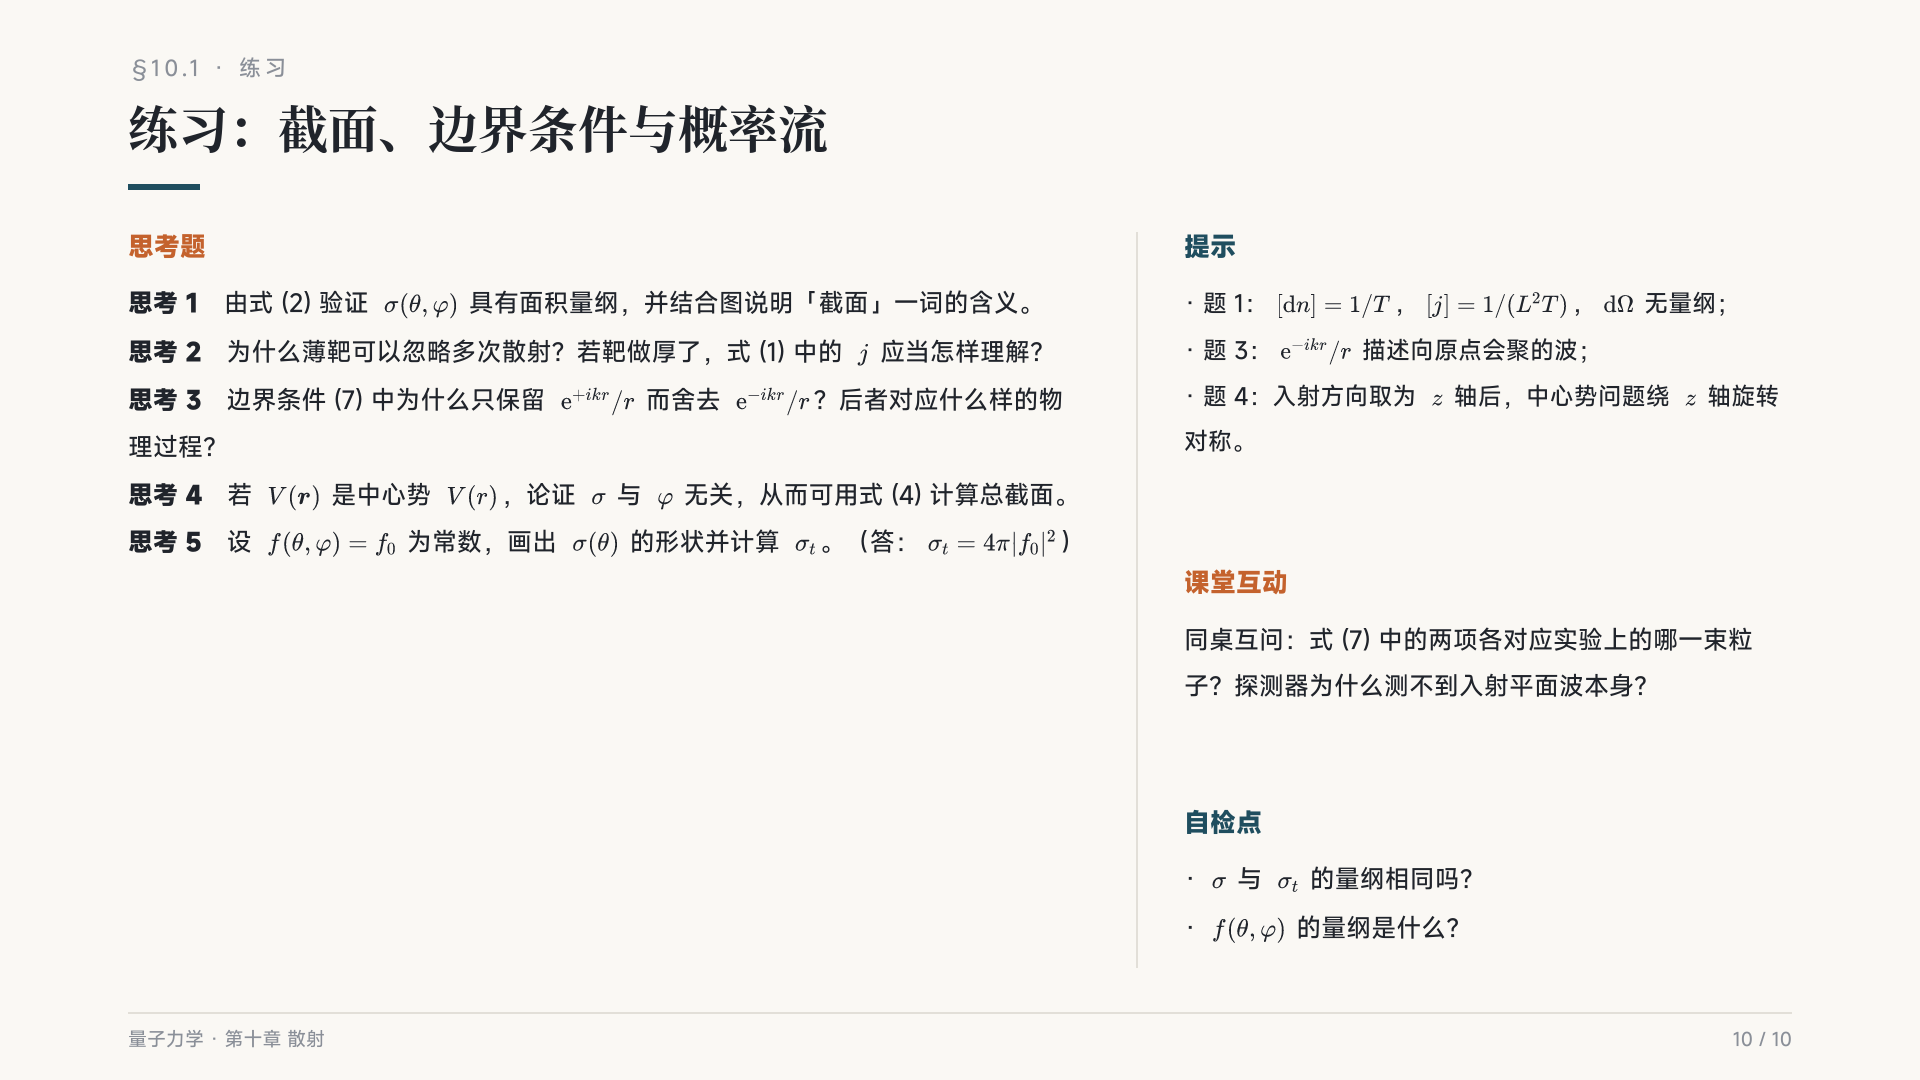 §10.1 · 练习
练习：截面、边界条件与概率流
思考题
思考 1 由式 (2) 验证 σ(θ, φ) 具有面积量纲，并结合图说明「截面」一词的含义。
思考 2 为什么薄靶可以忽略多次散射？若靶做厚了，式 (1) 中的 j 应当怎样理解？
思考 3 边界条件 (7) 中为什么只保留 e^{+ikr}/r 而舍去 e^{−ikr}/r？后者对应什么样的物
理过程？
思考 4 若 V(r) 是中心势 V(r)，论证 σ 与 φ 无关，从而可用式 (4) 计算总截面。
思考 5 设 f(θ, φ) = f₀ 为常数，画出 σ(θ) 的形状并计算 σ_t。（答： σ_t = 4π|f₀|²）
提示
· 题 1： [dn] = 1/T， [j] = 1/(L²T)， dΩ 无量纲；
· 题 3： e^{−ikr}/r 描述向原点会聚的波；
· 题 4：入射方向取为 z 轴后，中心势问题绕 z 轴旋转
对称。
课堂互动
同桌互问：式 (7) 中的两项各对应实验上的哪一束粒
子？探测器为什么测不到入射平面波本身？
自检点
· σ 与 σ_t 的量纲相同吗？
· f(θ, φ) 的量纲是什么？
量子力学 · 第十章 散射
10 / 10